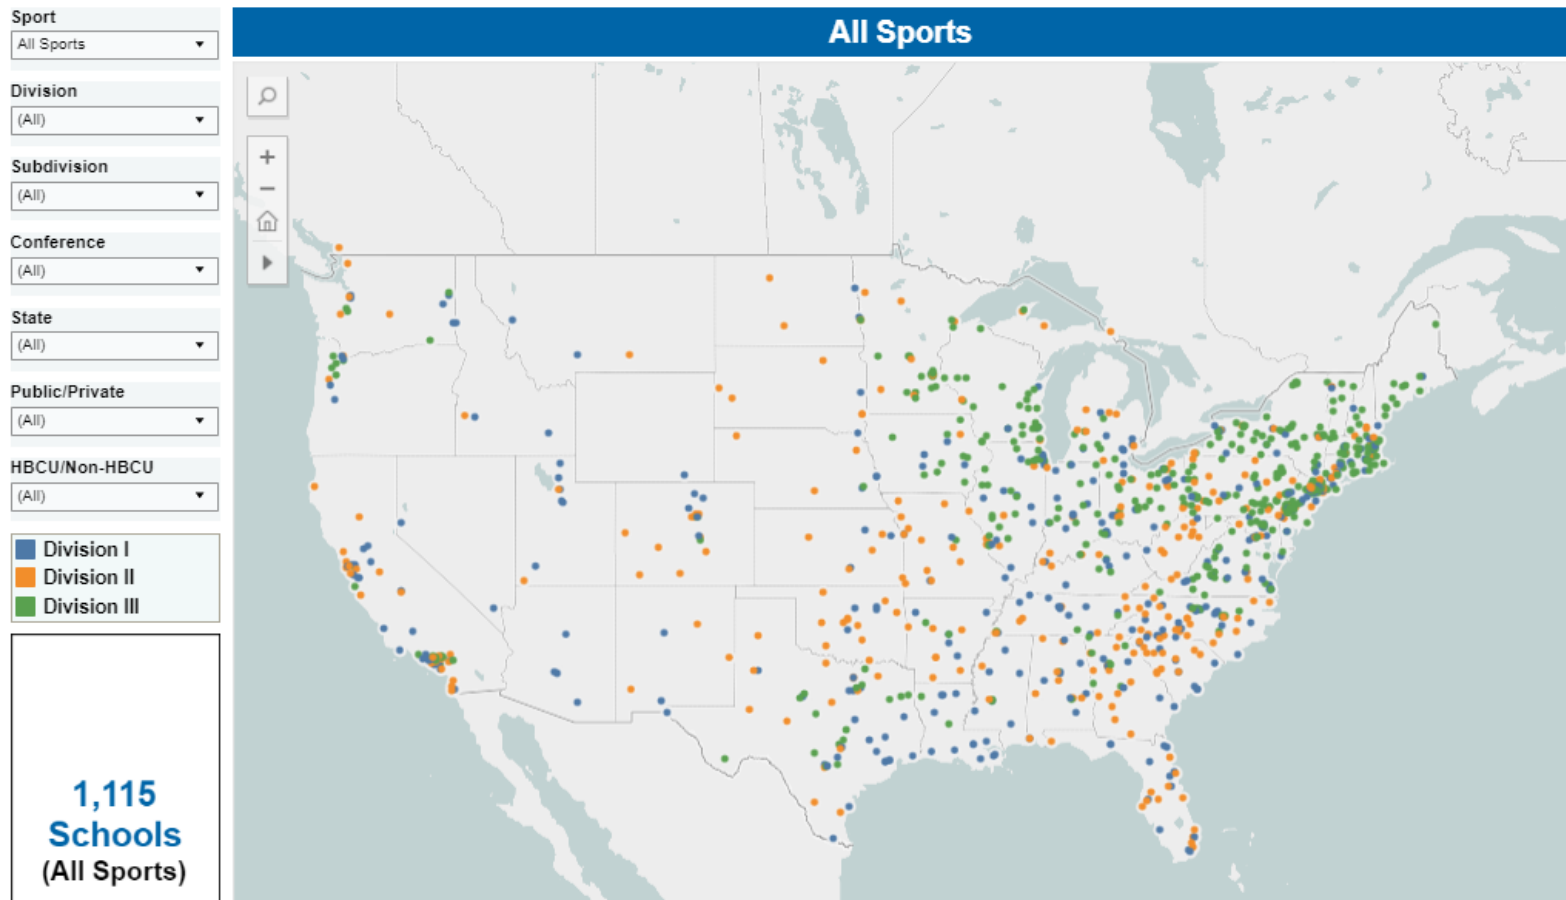 Sport
All Sports
Division
(All)
Subdivision
(All)
Conference
(All)
State
(All)
Public/Private
(All)
HBCU/Non-HBCU
(All)
Division I
Division II
Division III
1,115
Schools
(All Sports)
All Sports